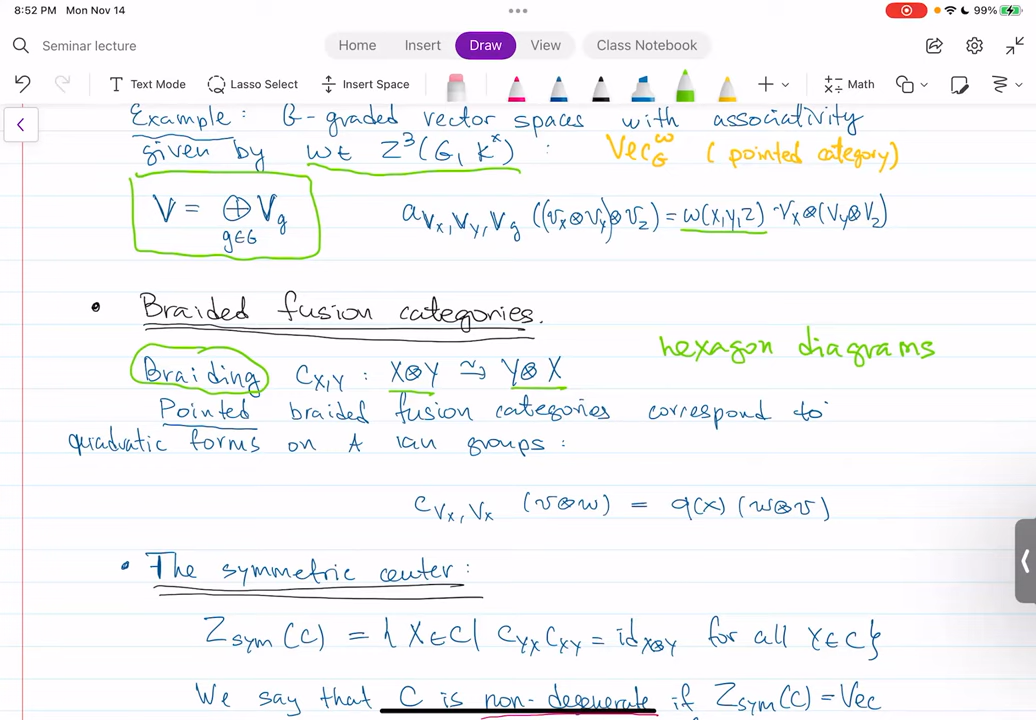 8:52 PM Mon Nov 14
99%
Seminar lecture
Home Insert Draw View Class Notebook
Text Mode Lasso Select Insert Space Math
Example: G-graded vector spaces with associativity
given by ω∈ Z³(G, K^×) : Vec_G^ω (pointed category)
V = ⊕_{g∈G} V_g a_{V_x,V_y,V_g} ((v_x⊗v_y)⊗v_z) = ω(x,y,z) · v_x⊗(v_y⊗v_z)
• Braided fusion categories.
hexagon diagrams
Braiding c_{X,Y} : X⊗Y ≅→ Y⊗X
Pointed braided fusion categories correspond to
quadratic forms on A ian groups :
c_{V_x,V_x} (v⊗w) = q(x) (w⊗v)
• The symmetric center :
Z_sym(C) = { X∈C | c_{YX} c_{XY} = id_{X⊗Y} for all Y∈C }
We say that C is non-degenerate if Z_sym(C) = Vec